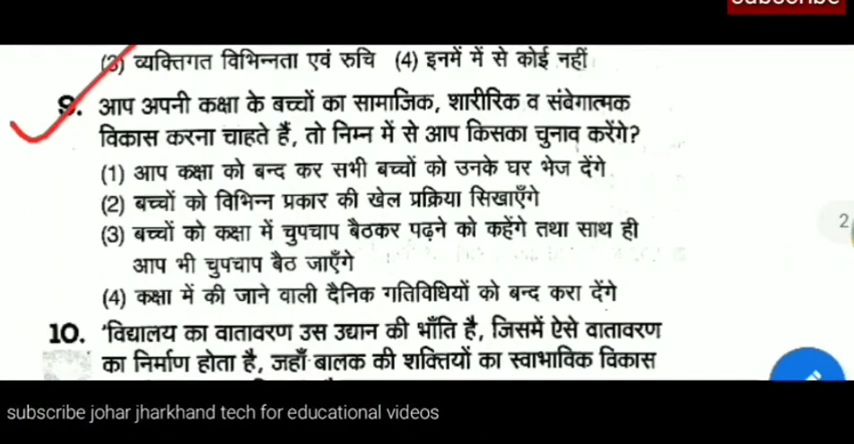 (3) व्यक्तिगत विभिन्नता एवं रुचि (4) इनमें में से कोई नहीं
9. आप अपनी कक्षा के बच्चों का सामाजिक, शारीरिक व संवेगात्मक
विकास करना चाहते हैं, तो निम्न में से आप किसका चुनाव करेंगे?
(1) आप कक्षा को बन्द कर सभी बच्चों को उनके घर भेज देंगे
(2) बच्चों को विभिन्न प्रकार की खेल प्रक्रिया सिखाएँगे
(3) बच्चों को कक्षा में चुपचाप बैठकर पढ़ने को कहेंगे तथा साथ ही
आप भी चुपचाप बैठ जाएँगे
(4) कक्षा में की जाने वाली दैनिक गतिविधियों को बन्द करा देंगे
10. 'विद्यालय का वातावरण उस उद्यान की भाँति है, जिसमें ऐसे वातावरण
का निर्माण होता है, जहाँ बालक की शक्तियों का स्वाभाविक विकास
2
subscribe johar jharkhand tech for educational videos